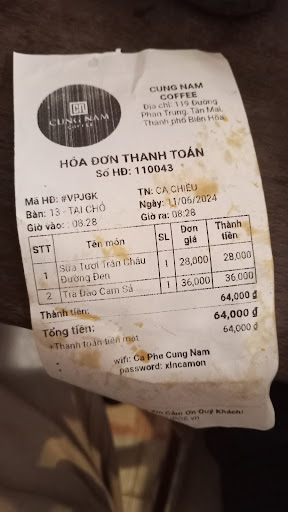 CUNG NAM
COFFEE
CUNG NAM
COFFEE
Địa chỉ: 119 Đường
Phan Trung, Tân Mai,
Thành phố Biên Hòa
HÓA ĐƠN THANH TOÁN
Số HĐ: 110043
Mã HĐ: #VPJGK
TN: CA CHIỀU
Bàn: 13 - TẠI CHỖ
Ngày: 11/06/2024
Giờ vào: 08:28
Giờ ra: 08:28
STT Tên món SL Đơn giá Thành tiền
1 Sữa Tươi Trân Châu Đường Đen 1 28,000 28,000
2 Trà Đào Cam Sả 1 36,000 36,000
Thành tiền: 64,000 đ
Tổng tiền: 64,000 đ
+Thanh toán tiền mặt 64,000 đ
wifi: Ca Phe Cung Nam
password: xincamon
Cảm Ơn Quý Khách!